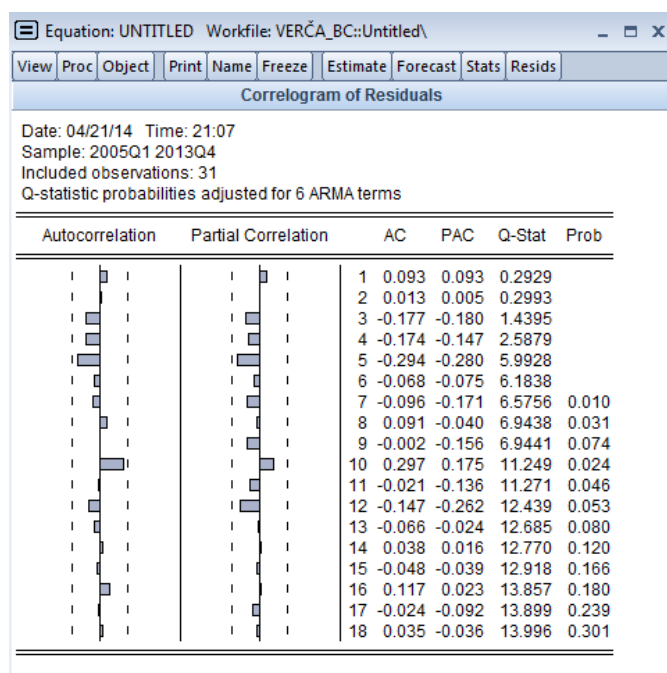 Equation: UNTITLED Workfile: VERČA_BC::Untitled\
View Proc Object Print Name Freeze Estimate Forecast Stats Resids
Correlogram of Residuals
Date: 04/21/14 Time: 21:07
Sample: 2005Q1 2013Q4
Included observations: 31
Q-statistic probabilities adjusted for 6 ARMA terms
Autocorrelation Partial Correlation AC PAC Q-Stat Prob
1 0.093 0.093 0.2929
2 0.013 0.005 0.2993
3 -0.177 -0.180 1.4395
4 -0.174 -0.147 2.5879
5 -0.294 -0.280 5.9928
6 -0.068 -0.075 6.1838
7 -0.096 -0.171 6.5756 0.010
8 0.091 -0.040 6.9438 0.031
9 -0.002 -0.156 6.9441 0.074
10 0.297 0.175 11.249 0.024
11 -0.021 -0.136 11.271 0.046
12 -0.147 -0.262 12.439 0.053
13 -0.066 -0.024 12.685 0.080
14 0.038 0.016 12.770 0.120
15 -0.048 -0.039 12.918 0.166
16 0.117 0.023 13.857 0.180
17 -0.024 -0.092 13.899 0.239
18 0.035 -0.036 13.996 0.301